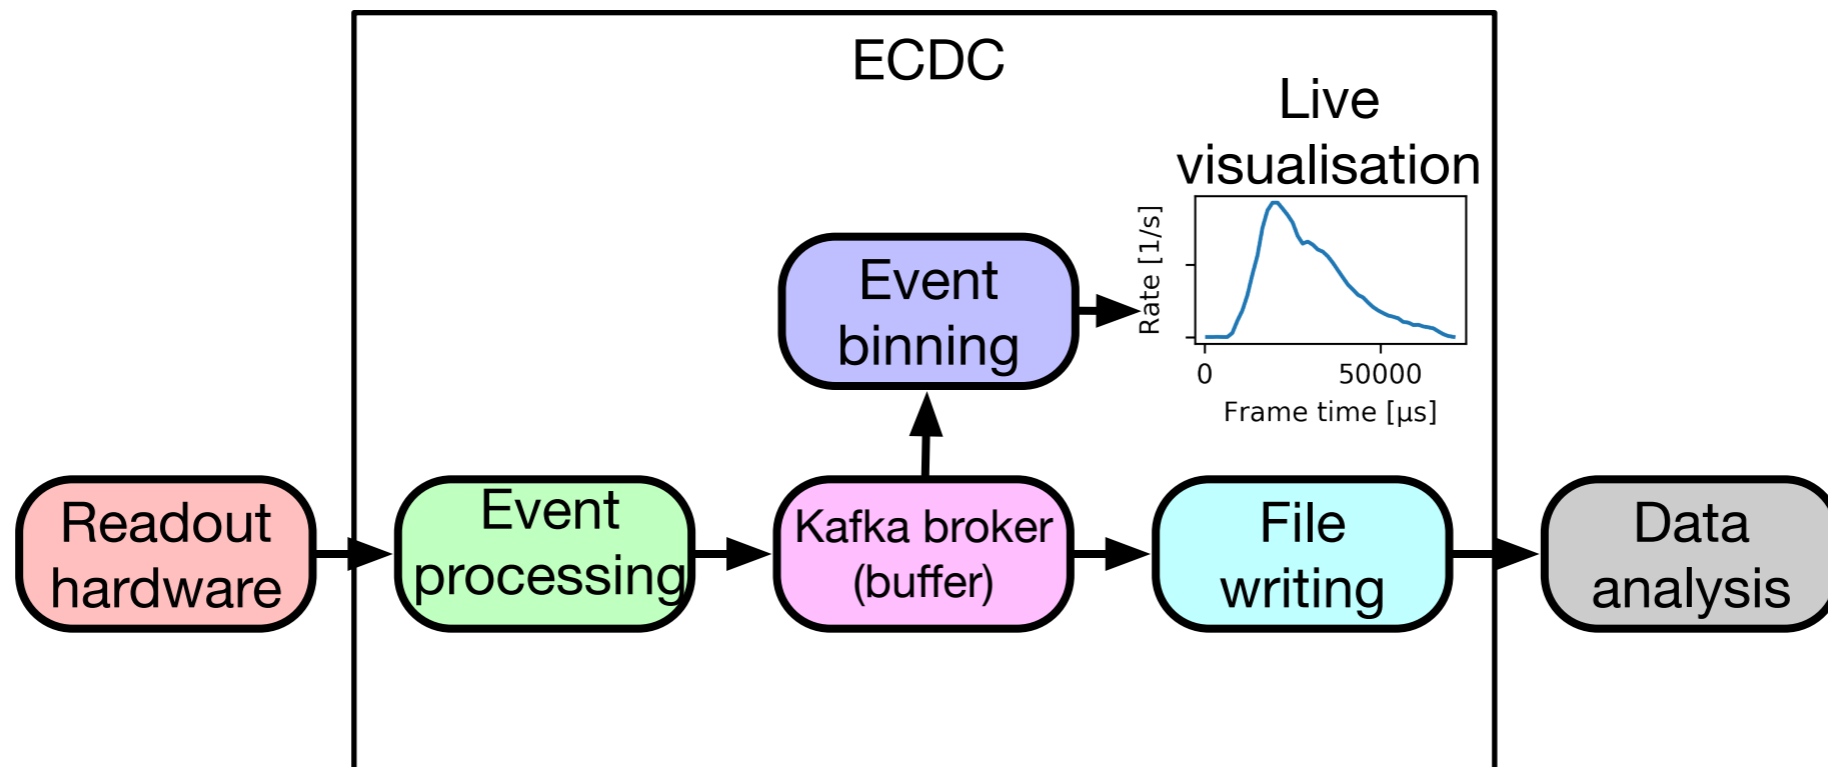 ECDC
Live
visualisation
Rate [1/s]
0
50000
Frame time [µs]
Event
binning
Readout
hardware
Event
processing
Kafka broker
(buffer)
File
writing
Data
analysis